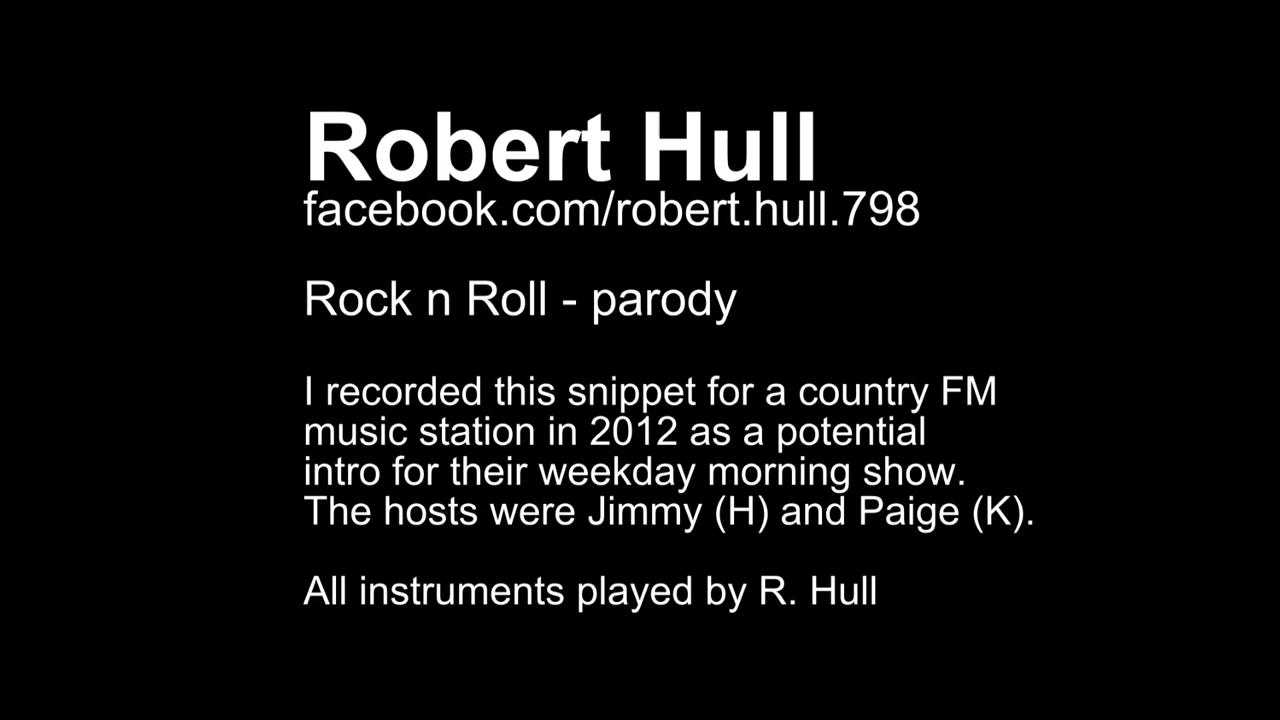 Robert Hull
facebook.com/robert.hull.798
Rock n Roll - parody
I recorded this snippet for a country FM
music station in 2012 as a potential
intro for their weekday morning show.
The hosts were Jimmy (H) and Paige (K).
All instruments played by R. Hull